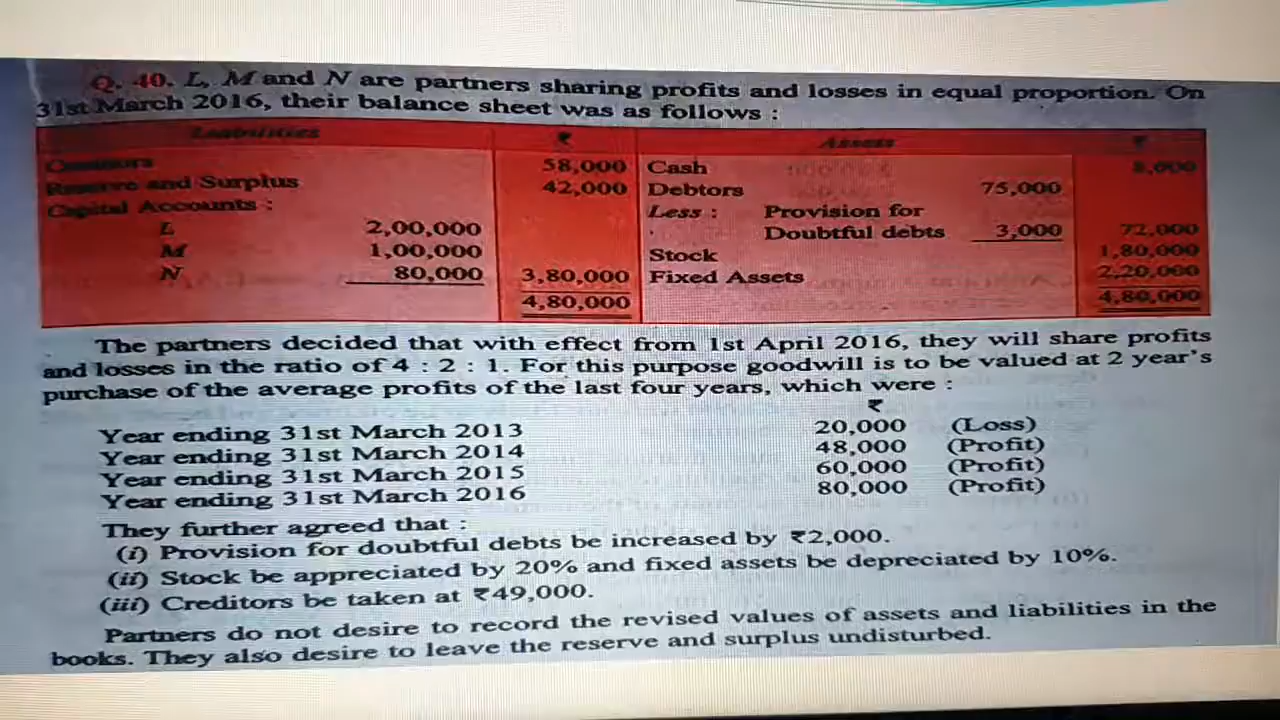 Q. 40. L, M and N are partners sharing profits and losses in equal proportion. On
31st March 2016, their balance sheet was as follows :
Liabilities ₹ Assets ₹
Creditors 58,000 Cash 8,000
Reserve and Surplus 42,000 Debtors 75,000
Capital Accounts : Less : Provision for
L 2,00,000 Doubtful debts 3,000 72,000
M 1,00,000 Stock 1,80,000
N 80,000 3,80,000 Fixed Assets 2,20,000
4,80,000 4,80,000
The partners decided that with effect from 1st April 2016, they will share profits
and losses in the ratio of 4 : 2 : 1. For this purpose goodwill is to be valued at 2 year's
purchase of the average profits of the last four years, which were :
₹
Year ending 31st March 2013 20,000 (Loss)
Year ending 31st March 2014 48,000 (Profit)
Year ending 31st March 2015 60,000 (Profit)
Year ending 31st March 2016 80,000 (Profit)
They further agreed that :
(i) Provision for doubtful debts be increased by ₹2,000.
(ii) Stock be appreciated by 20% and fixed assets be depreciated by 10%.
(iii) Creditors be taken at ₹49,000.
Partners do not desire to record the revised values of assets and liabilities in the
books. They also desire to leave the reserve and surplus undisturbed.